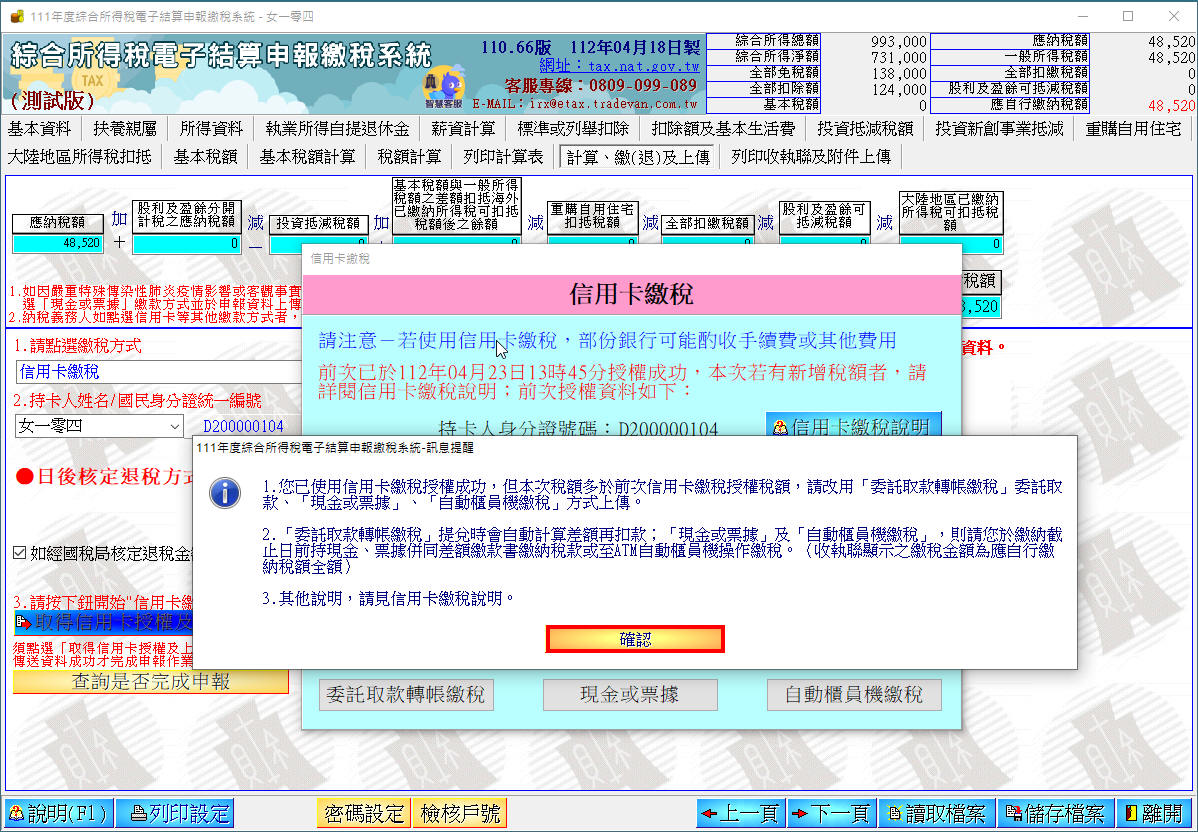 111年度綜合所得稅電子結算申報繳稅系統 - 女一零四
綜合所得稅電子結算申報繳稅系統
TAX
(測試版)
110.66版 112年04月18日製
網址：tax.nat.gov.tw
客服專線：0809-099-089
E-MAIL：irx@etax.tradevan.com.tw
智慧客服
綜合所得總額 993,000 應納稅額 48,520
綜合所得淨額 731,000 一般所得稅額 48,520
全部免稅額 138,000 全部扣繳稅額 0
全部扣除額 124,000 股利及盈餘可抵減稅額 0
基本稅額 0 應自行繳納稅額 48,520
基本資料 扶養親屬 所得資料 執業所得自提退休金 薪資計算 標準或列舉扣除 扣除額及基本生活費 投資抵減稅額 投資新創事業抵減 重購自用住宅
大陸地區所得稅扣抵 基本稅額 基本稅額計算 稅額計算 列印計算表 計算、繳(退)及上傳 列印收執聯及附件上傳
應納稅額
48,520
加
＋
股利及盈餘分開
計稅之應納稅額
0
減
－
投資抵減稅額
加
基本稅額與一般所得
稅額之差額扣抵海外
已繳納所得稅可扣抵
稅額後之餘額
減
重購自用住宅
扣抵稅額
減
全部扣繳稅額
減
股利及盈餘可
抵減稅額
減
大陸地區已繳納
所得稅可扣抵稅
額
0
稅額
8,520
1.如因嚴重特殊傳染性肺炎疫情影響或客觀事實
選「現金或票據」繳款方式並於申報資料上傳
2.納稅義務人如點選信用卡等其他繳款方式者，
資料。
1.請點選繳稅方式
信用卡繳稅
2.持卡人姓名/國民身分證統一編號
女一零四 D200000104
●日後核定退稅方式
如經國稅局核定退稅金
3.請按下鈕開始"信用卡繳
取得信用卡授權及
須點選「取得信用卡授權及上
傳送資料成功才完成申報作業
查詢是否完成申報
信用卡繳稅
信用卡繳稅
請注意－若使用信用卡繳稅，部份銀行可能酌收手續費或其他費用
前次已於112年04月23日13時45分授權成功，本次若有新增稅額者，請
詳閱信用卡繳稅說明；前次授權資料如下：
持卡人身分證號碼：D200000104
信用卡繳稅說明
111年度綜合所得稅電子結算申報繳稅系統-訊息提醒
1.您已使用信用卡繳稅授權成功，但本次稅額多於前次信用卡繳稅授權稅額，請改用「委託取款轉帳繳稅」委託取
款、「現金或票據」、「自動櫃員機繳稅」方式上傳。
2.「委託取款轉帳繳稅」提兌時會自動計算差額再扣款；「現金或票據」及「自動櫃員機繳稅」，則請您於繳納截
止日前持現金、票據併同差額繳款書繳納稅款或至ATM自動櫃員機操作繳稅。（收執聯顯示之繳稅金額為應自行繳
納稅額全額）
3.其他說明，請見信用卡繳稅說明。
確認
委託取款轉帳繳稅 現金或票據 自動櫃員機繳稅
說明(F1) 列印設定 密碼設定 檢核戶號 上一頁 下一頁 讀取檔案 儲存檔案 離開